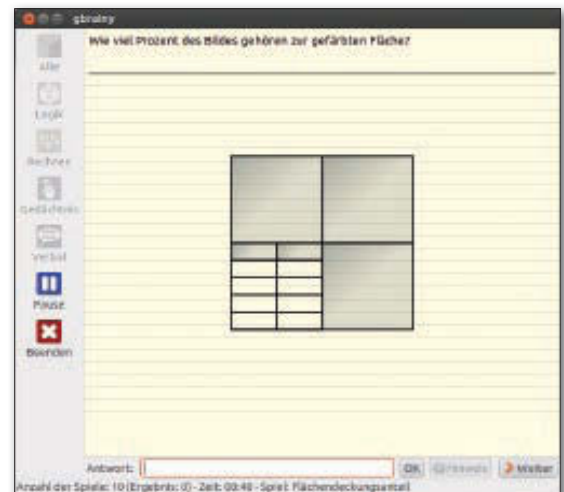 gbrainy
Wie viel Prozent des Bildes gehören zur gefärbten Fläche?
Alle
Logik
Rechnen
Gedächtnis
Verbal
Pause
Beenden
Antwort:
OK
Hinweis
Weiter
Anzahl der Spiele: 10 (Ergebnis: 0) - Zeit: 00:40 - Spiel: Flächendeckungsanteil